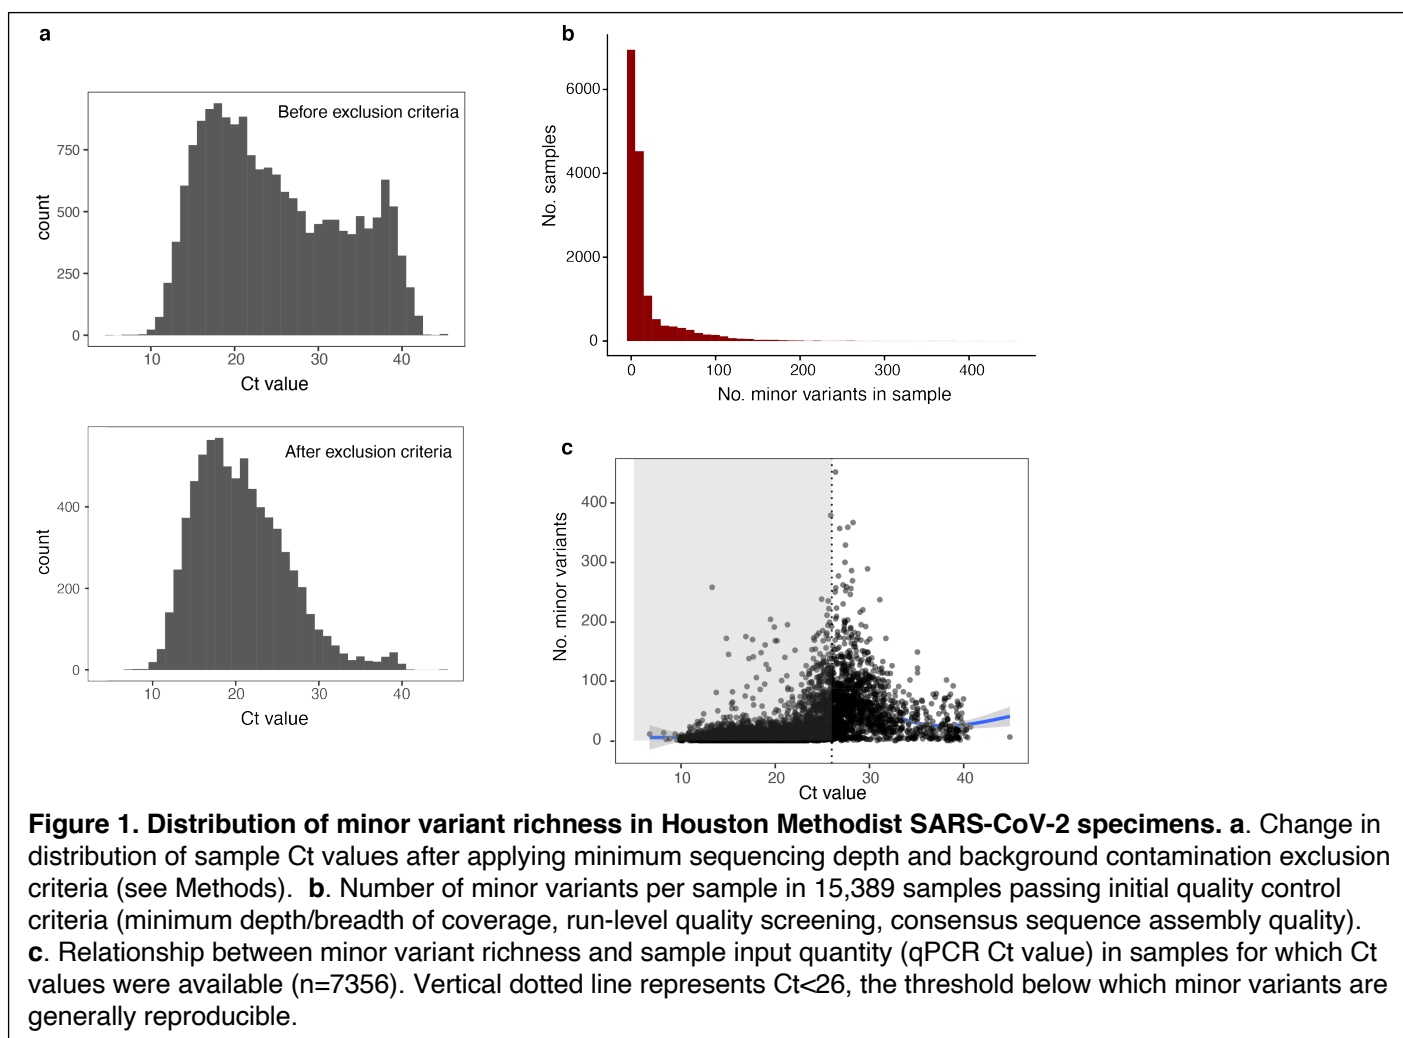 a
Before exclusion criteria
count
750
500
250
0
10
20
30
40
Ct value
After exclusion criteria
count
400
200
0
10
20
30
40
Ct value
b
No. samples
6000
4000
2000
0
0
100
200
300
400
No. minor variants in sample
c
No. minor variants
400
300
200
100
0
10
20
30
40
Ct value
Figure 1. Distribution of minor variant richness in Houston Methodist SARS-CoV-2 specimens. a. Change in
distribution of sample Ct values after applying minimum sequencing depth and background contamination exclusion
criteria (see Methods). b. Number of minor variants per sample in 15,389 samples passing initial quality control
criteria (minimum depth/breadth of coverage, run-level quality screening, consensus sequence assembly quality).
c. Relationship between minor variant richness and sample input quantity (qPCR Ct value) in samples for which Ct
values were available (n=7356). Vertical dotted line represents Ct<26, the threshold below which minor variants are
generally reproducible.